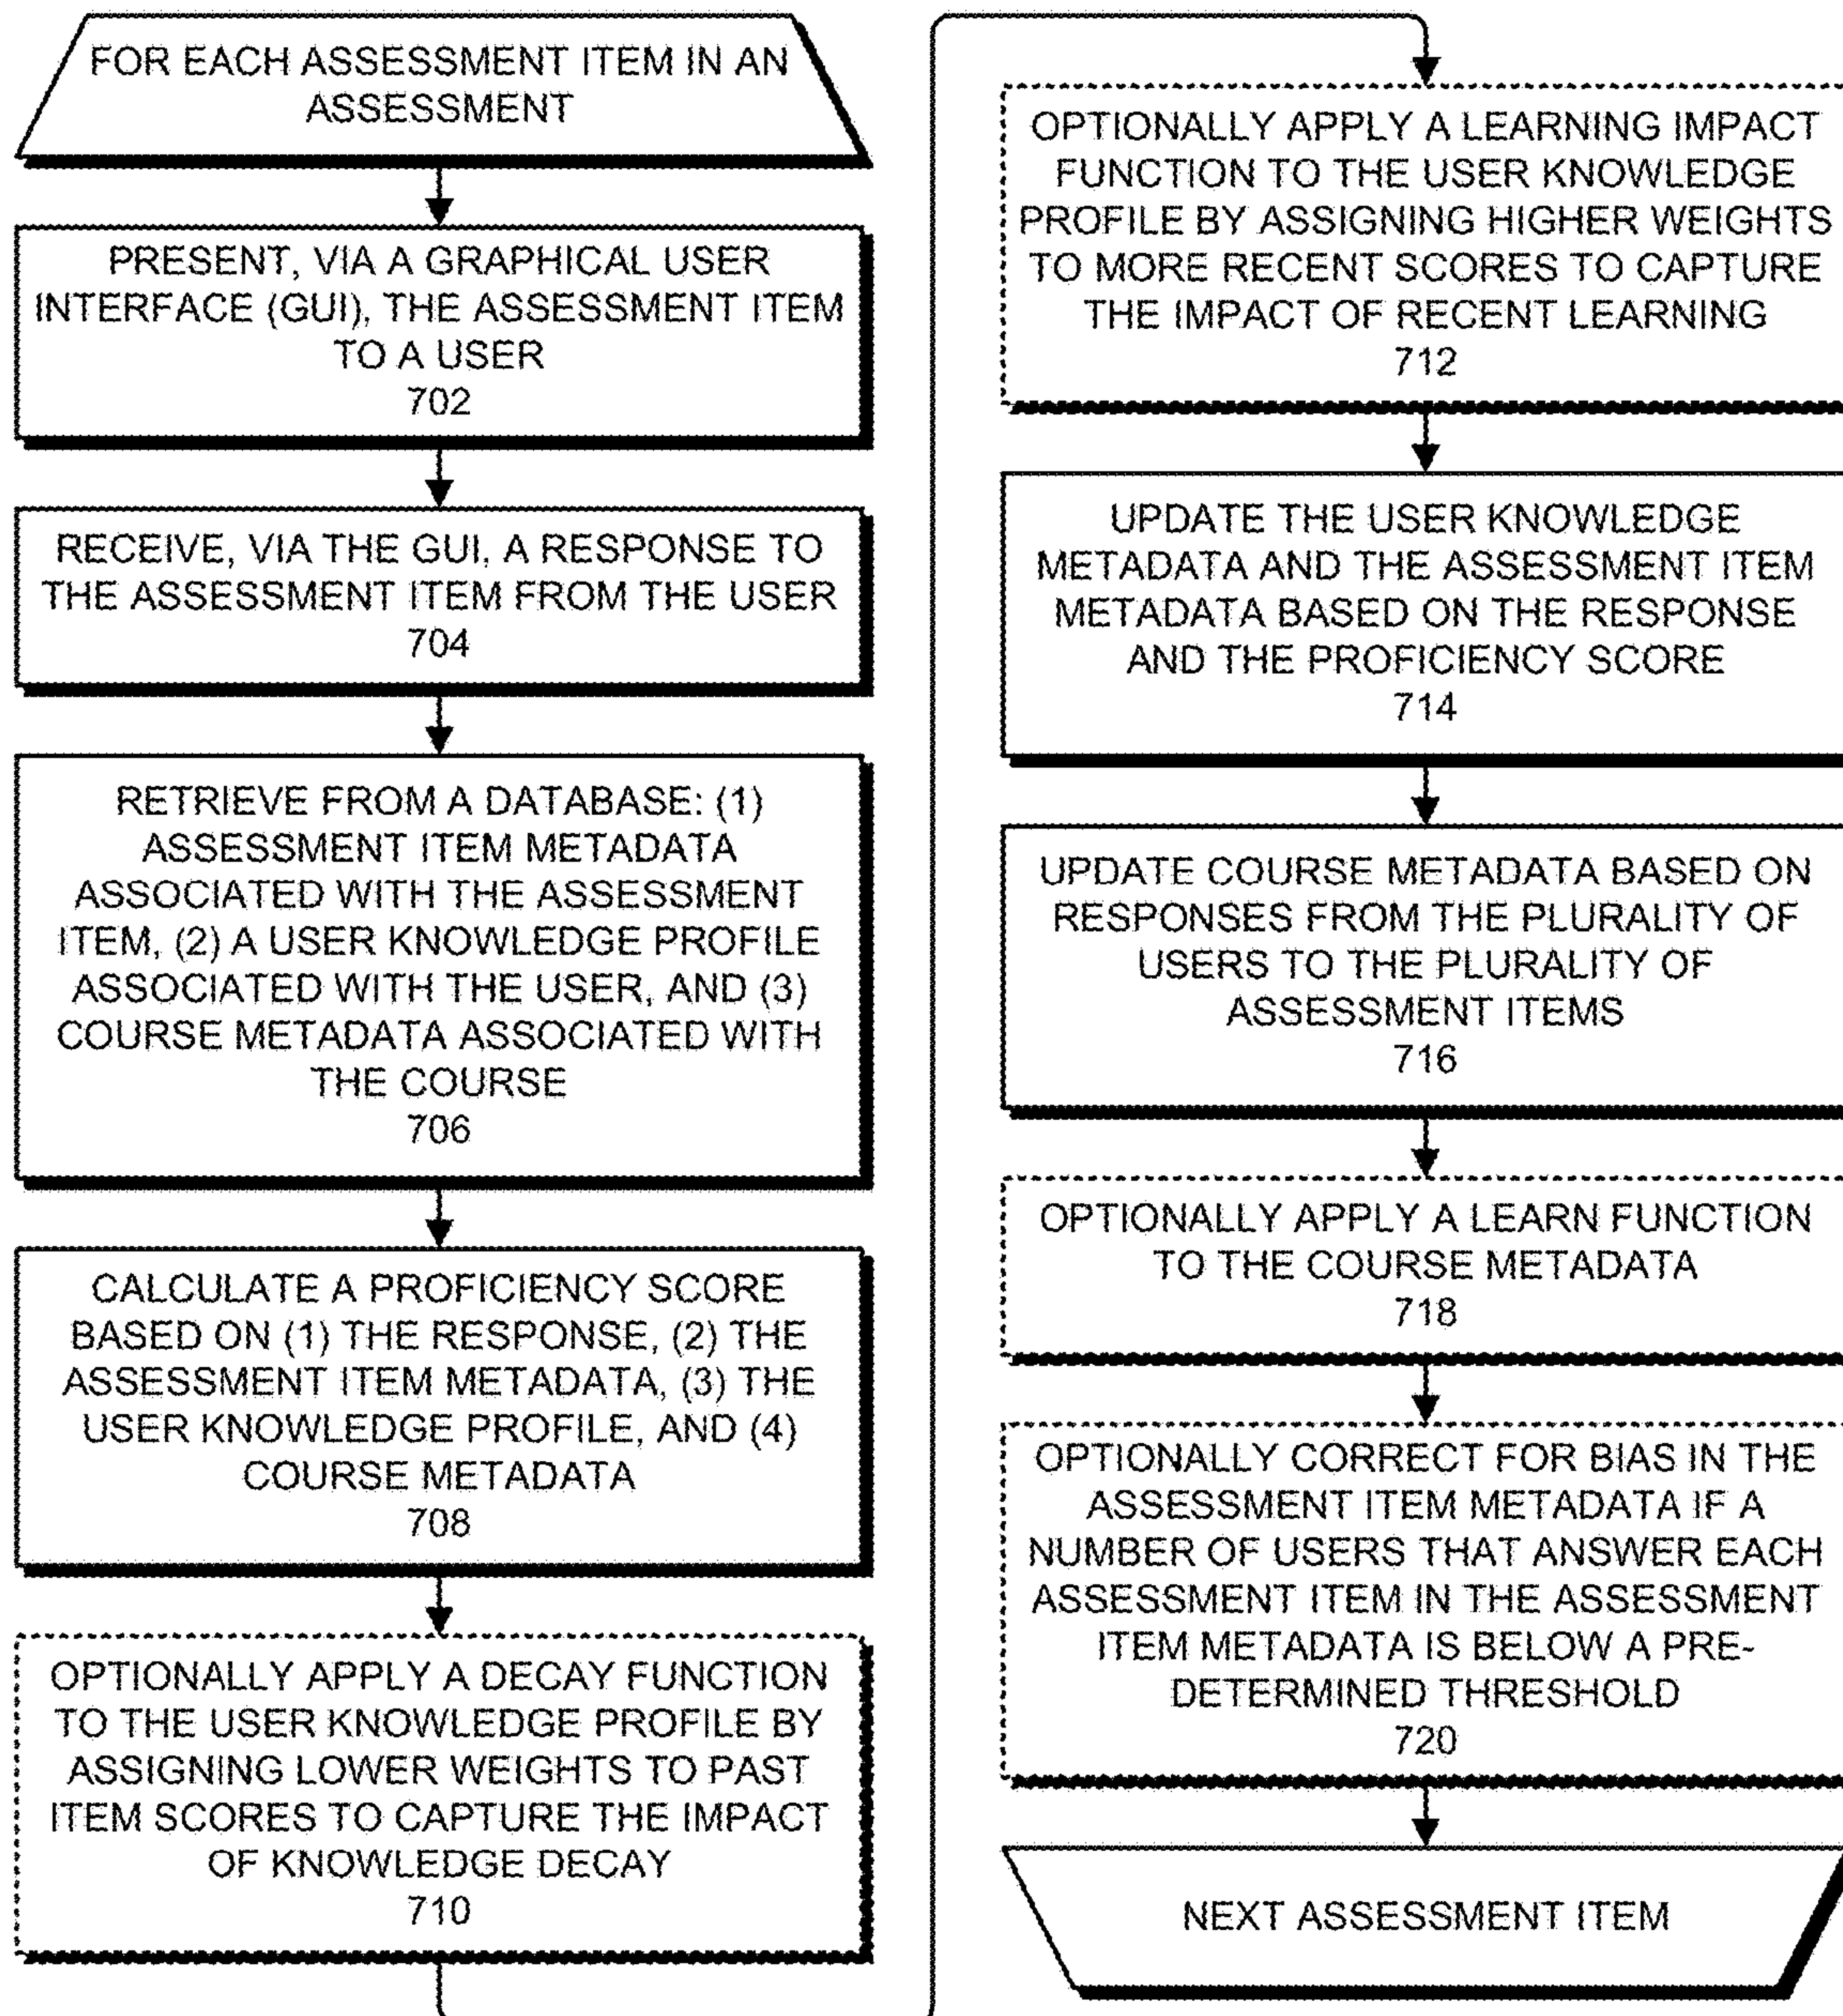 FOR EACH ASSESSMENT ITEM IN AN
ASSESSMENT
PRESENT, VIA A GRAPHICAL USER
INTERFACE (GUI), THE ASSESSMENT ITEM
TO A USER
702
RECEIVE, VIA THE GUI, A RESPONSE TO
THE ASSESSMENT ITEM FROM THE USER
704
RETRIEVE FROM A DATABASE: (1)
ASSESSMENT ITEM METADATA
ASSOCIATED WITH THE ASSESSMENT
ITEM, (2) A USER KNOWLEDGE PROFILE
ASSOCIATED WITH THE USER, AND (3)
COURSE METADATA ASSOCIATED WITH
THE COURSE
706
CALCULATE A PROFICIENCY SCORE
BASED ON (1) THE RESPONSE, (2) THE
ASSESSMENT ITEM METADATA, (3) THE
USER KNOWLEDGE PROFILE, AND (4)
COURSE METADATA
708
OPTIONALLY APPLY A DECAY FUNCTION
TO THE USER KNOWLEDGE PROFILE BY
ASSIGNING LOWER WEIGHTS TO PAST
ITEM SCORES TO CAPTURE THE IMPACT
OF KNOWLEDGE DECAY
710
OPTIONALLY APPLY A LEARNING IMPACT
FUNCTION TO THE USER KNOWLEDGE
PROFILE BY ASSIGNING HIGHER WEIGHTS
TO MORE RECENT SCORES TO CAPTURE
THE IMPACT OF RECENT LEARNING
712
UPDATE THE USER KNOWLEDGE
METADATA AND THE ASSESSMENT ITEM
METADATA BASED ON THE RESPONSE
AND THE PROFICIENCY SCORE
714
UPDATE COURSE METADATA BASED ON
RESPONSES FROM THE PLURALITY OF
USERS TO THE PLURALITY OF
ASSESSMENT ITEMS
716
OPTIONALLY APPLY A LEARN FUNCTION
TO THE COURSE METADATA
718
OPTIONALLY CORRECT FOR BIAS IN THE
ASSESSMENT ITEM METADATA IF A
NUMBER OF USERS THAT ANSWER EACH
ASSESSMENT ITEM IN THE ASSESSMENT
ITEM METADATA IS BELOW A PRE-
DETERMINED THRESHOLD
720
NEXT ASSESSMENT ITEM